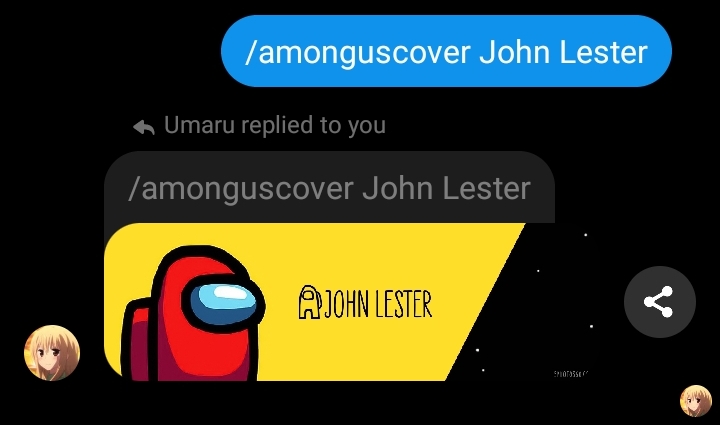 /amonguscover John Lester
Umaru replied to you
/amonguscover John Lester
JOHN LESTER